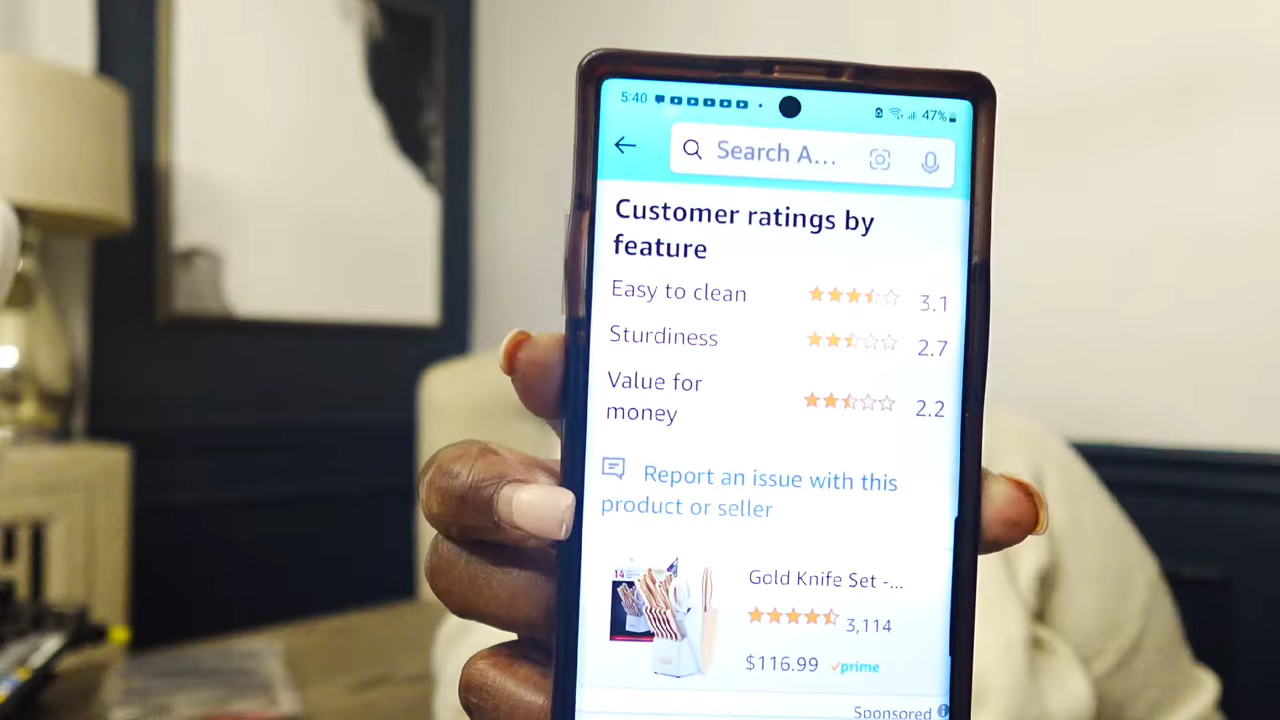 5:40
47%
Search A...
Customer ratings by
feature
Easy to clean 3.1
Sturdiness 2.7
Value for
money 2.2
Report an issue with this
product or seller
14
Gold Knife Set -...
3,114
$116.99 prime
Sponsored